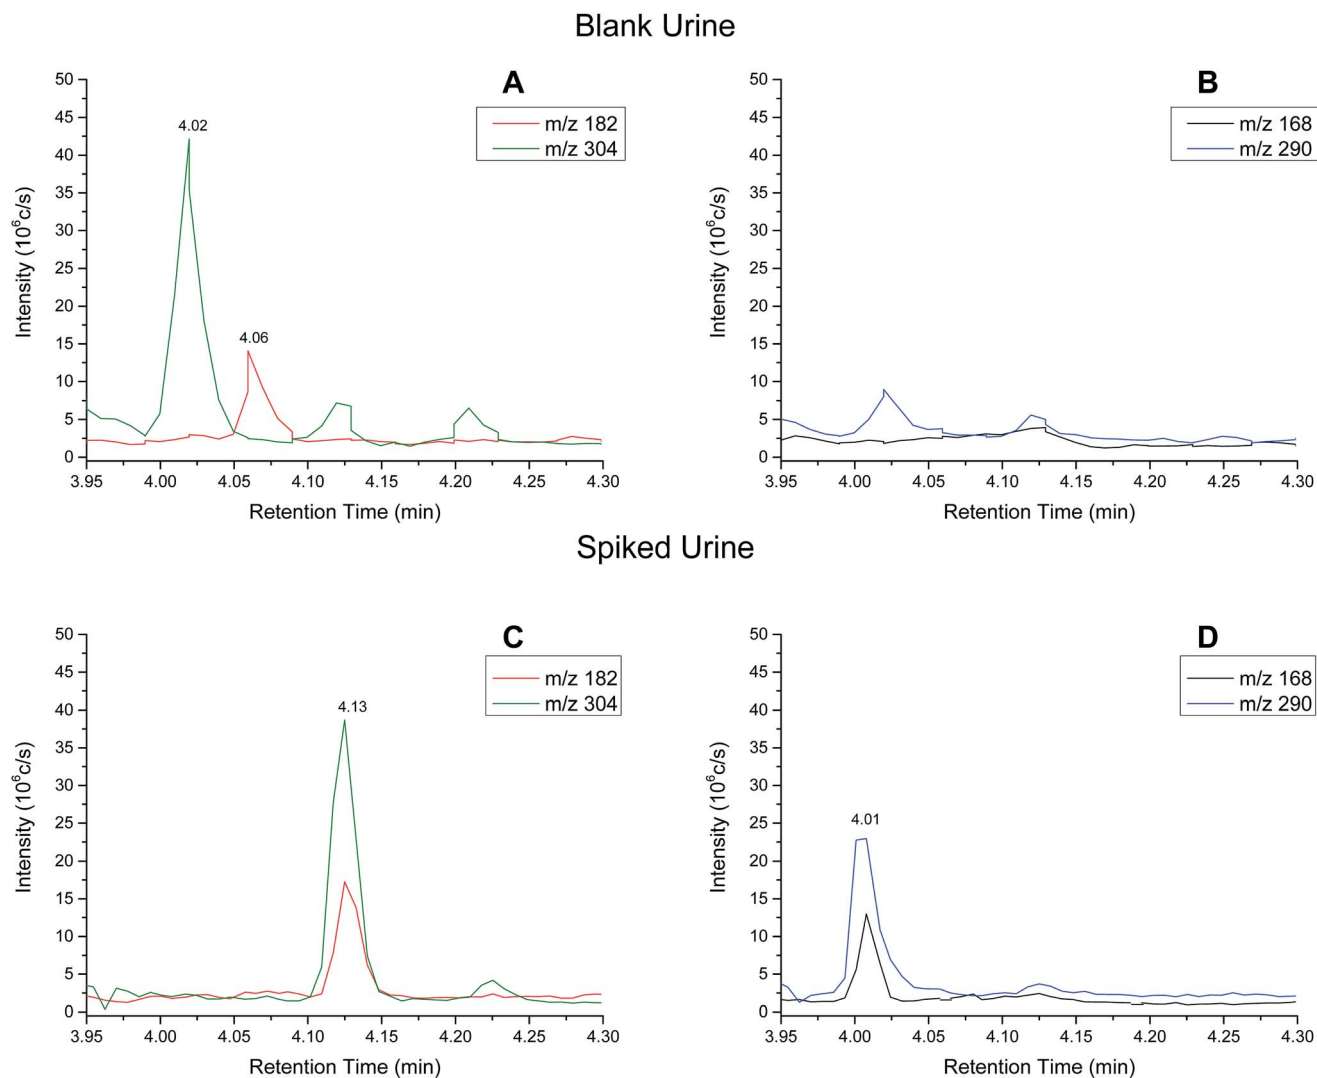 Blank Urine
A
m/z 182
m/z 304
4.02
4.06
50
45
40
35
30
25
20
15
10
5
0
Intensity (10⁶c/s)
3.95 4.00 4.05 4.10 4.15 4.20 4.25 4.30
Retention Time (min)
B
m/z 168
m/z 290
50
45
40
35
30
25
20
15
10
5
0
Intensity (10⁶c/s)
3.95 4.00 4.05 4.10 4.15 4.20 4.25 4.30
Retention Time (min)
Spiked Urine
C
m/z 182
m/z 304
4.13
50
45
40
35
30
25
20
15
10
5
0
Intensity (10⁶c/s)
3.95 4.00 4.05 4.10 4.15 4.20 4.25 4.30
Retention Time (min)
D
m/z 168
m/z 290
4.01
50
45
40
35
30
25
20
15
10
5
0
Intensity (10⁶c/s)
3.95 4.00 4.05 4.10 4.15 4.20 4.25 4.30
Retention Time (min)